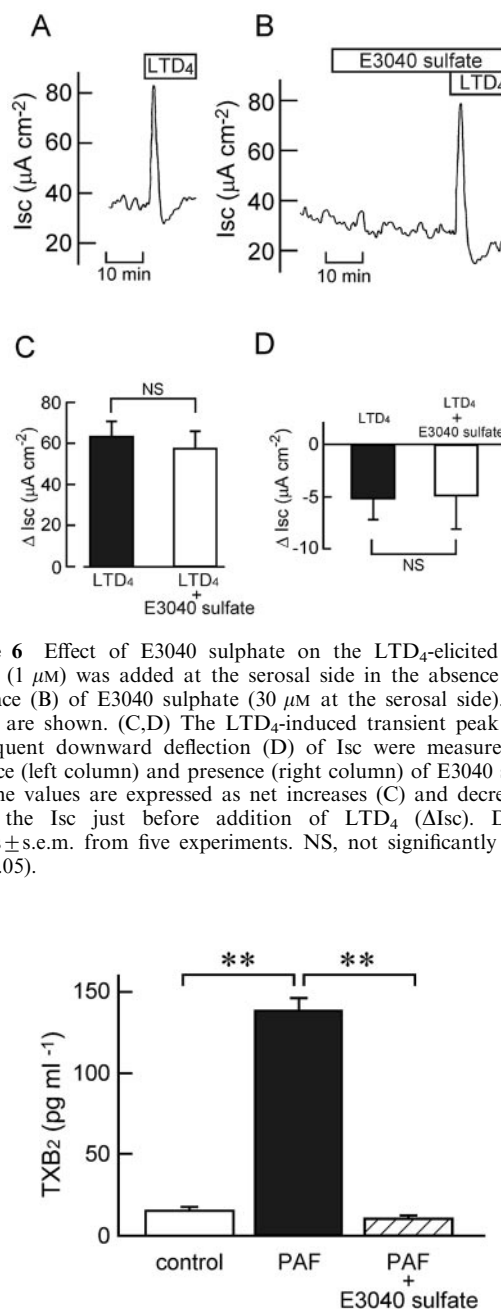 A
B
LTD4
E3040 sulfate
LTD4
80
60
40
20
Isc (μA cm-2)
10 min
80
60
40
20
Isc (μA cm-2)
10 min
C
D
NS
80
60
40
20
0
Δ Isc (μA cm-2)
LTD4
LTD4
+
E3040 sulfate
LTD4
LTD4
+
E3040 sulfate
0
-5
-10
Δ Isc (μA cm-2)
NS
6 Effect of E3040 sulphate on the LTD4-elicited
(1 μM) was added at the serosal side in the absence
(B) of E3040 sulphate (30 μM at the serosal side).
are shown. (C,D) The LTD4-induced transient peak
downward deflection (D) of Isc were
(left column) and presence (right column) of E3040
values are expressed as net increases (C) and
the Isc just before addition of LTD4 (ΔIsc).
±s.e.m. from five experiments. NS, not significantly
.05).
**
**
150
100
50
0
TXB2 (pg ml -1)
control
PAF
PAF
+
E3040 sulfate